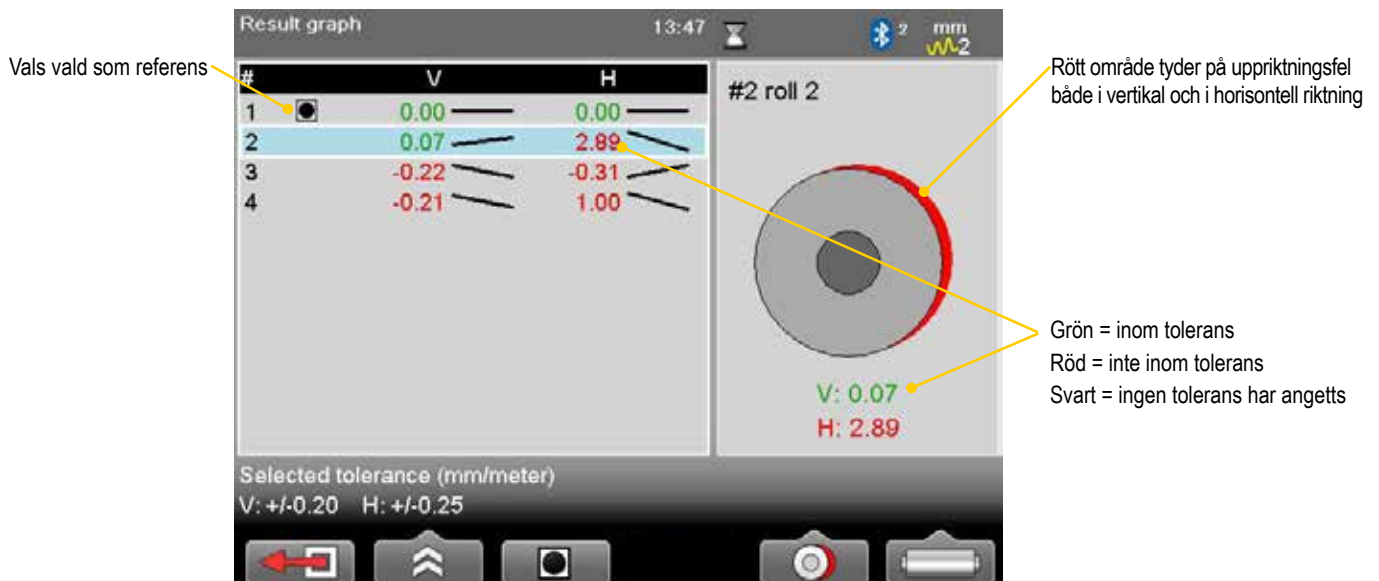 Result graph 13:47 2 mm
2
Vals vald som referens
# V H
1 0.00 0.00
2 0.07 2.89
3 -0.22 -0.31
4 -0.21 1.00
#2 roll 2
V: 0.07
H: 2.89
Rött område tyder på uppriktningsfel
både i vertikal och i horisontell riktning
Grön = inom tolerans
Röd = inte inom tolerans
Svart = ingen tolerans har angetts
Selected tolerance (mm/meter)
V: +/-0.20 H: +/-0.25